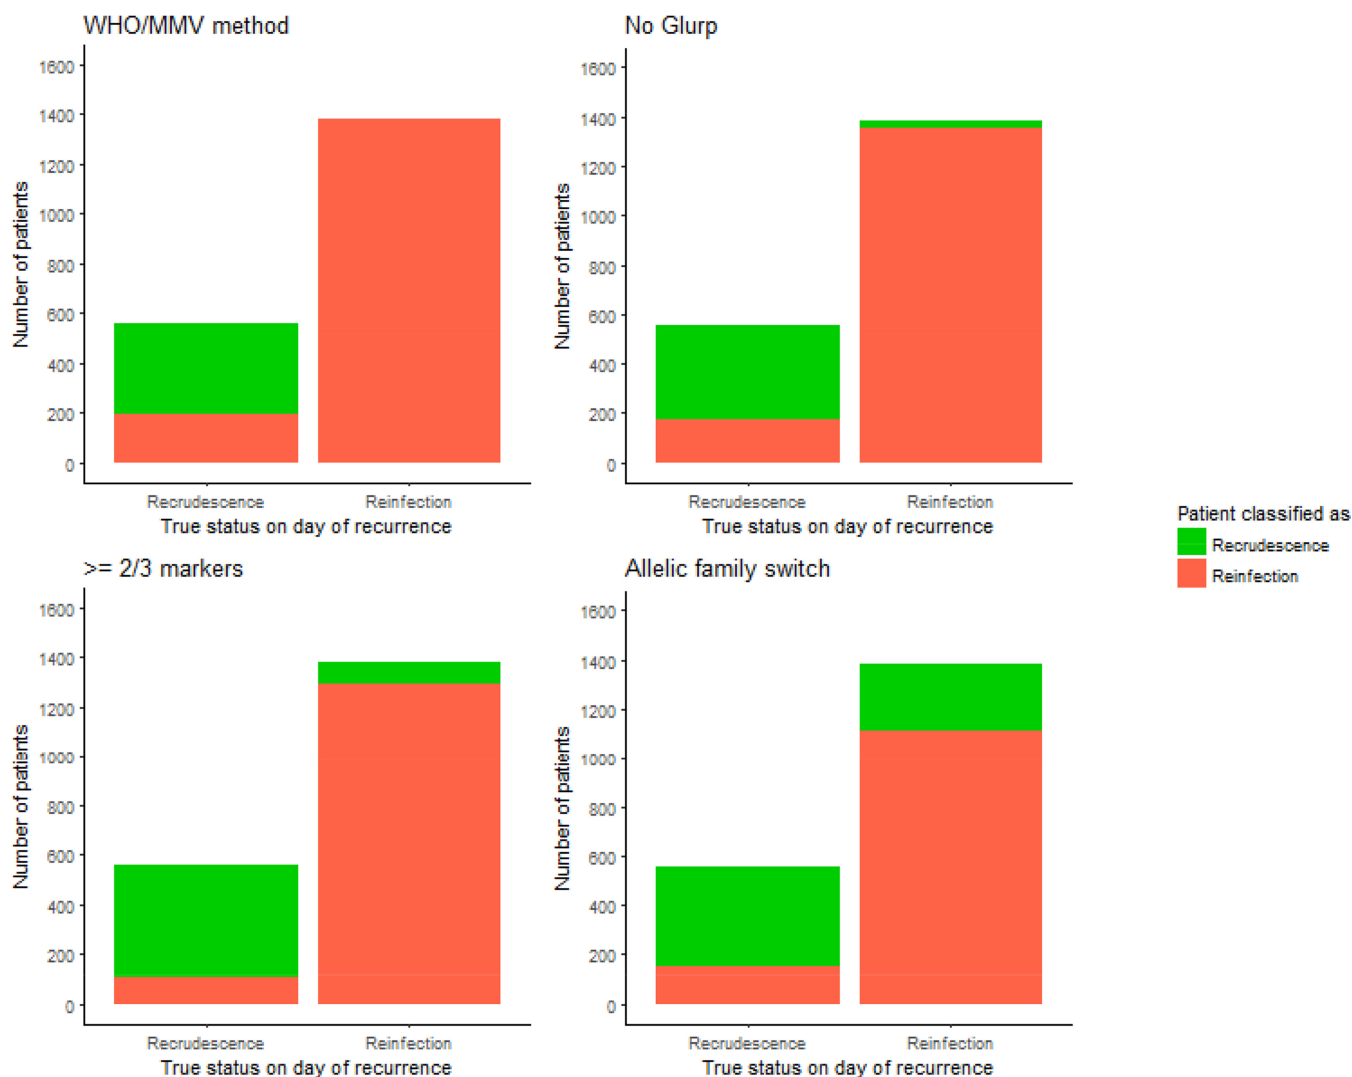 WHO/MMV method
Number of patients
1600
1400
1200
1000
800
600
400
200
0
Recrudescence Reinfection
True status on day of recurrence
No Glurp
Number of patients
1600
1400
1200
1000
800
600
400
200
0
Recrudescence Reinfection
True status on day of recurrence
>= 2/3 markers
Number of patients
1600
1400
1200
1000
800
600
400
200
0
Recrudescence Reinfection
True status on day of recurrence
Allelic family switch
Number of patients
1600
1400
1200
1000
800
600
400
200
0
Recrudescence Reinfection
True status on day of recurrence
Patient classified as
Recrudescence
Reinfection